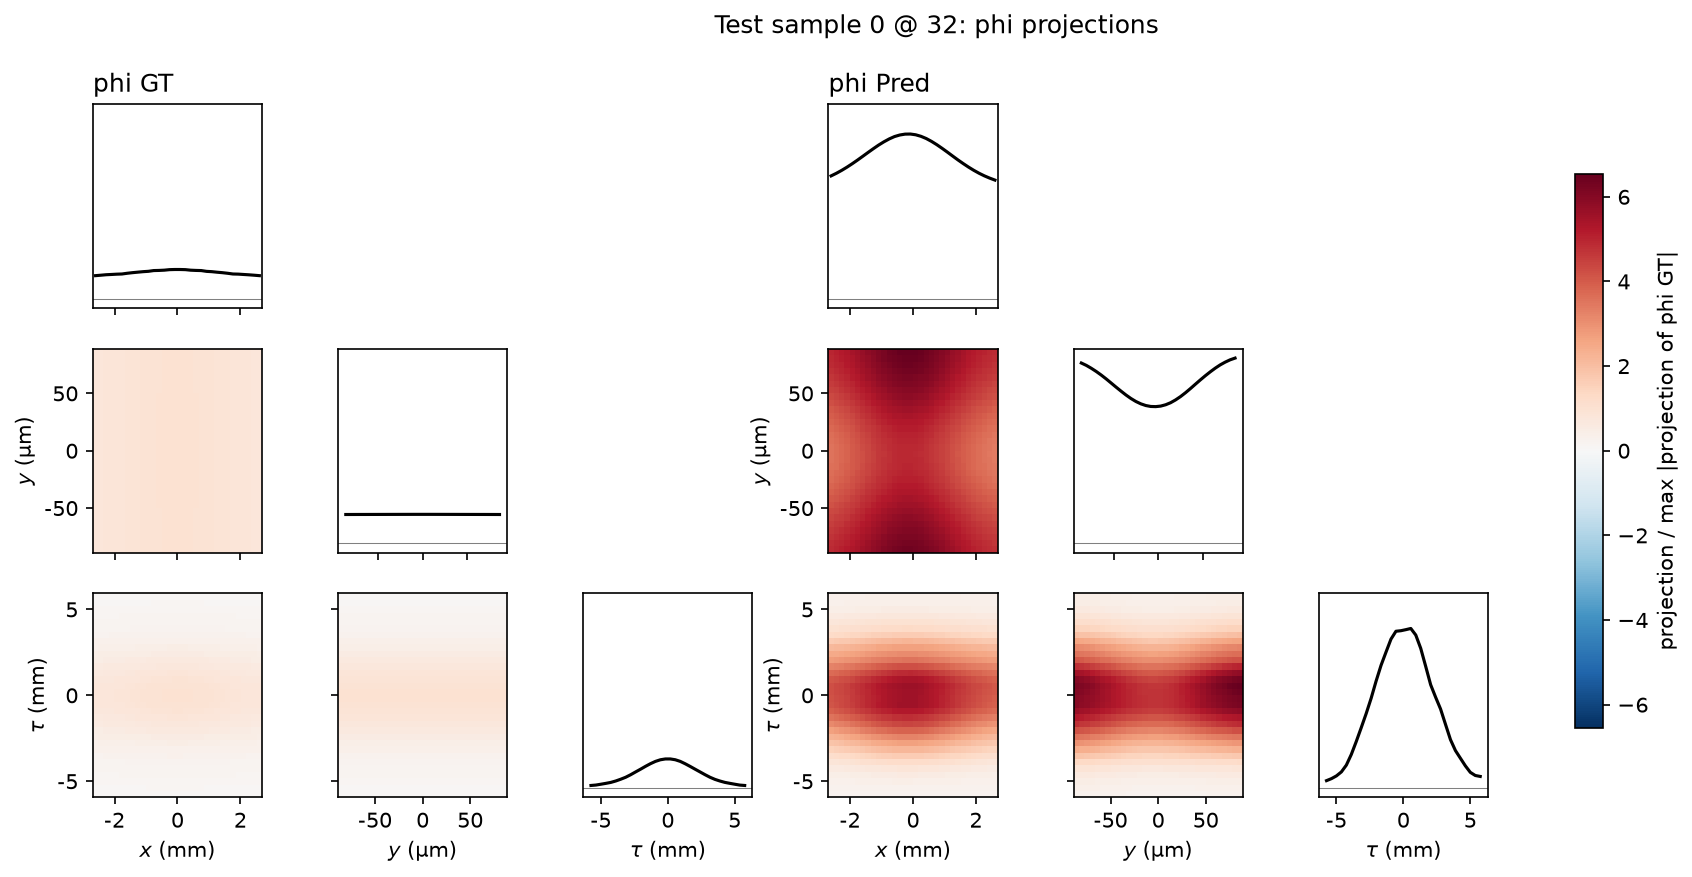 Test sample 0 @ 32: phi projections
phi GT
phi Pred
50
0
-50
y (μm)
50
0
-50
y (μm)
5
0
-5
τ (mm)
-2 0 2
x (mm)
-50 0 50
y (μm)
-5 0 5
τ (mm)
5
0
-5
τ (mm)
-2 0 2
x (mm)
-50 0 50
y (μm)
-5 0 5
τ (mm)
6
4
2
0
−2
−4
−6
projection / max |projection of phi GT|